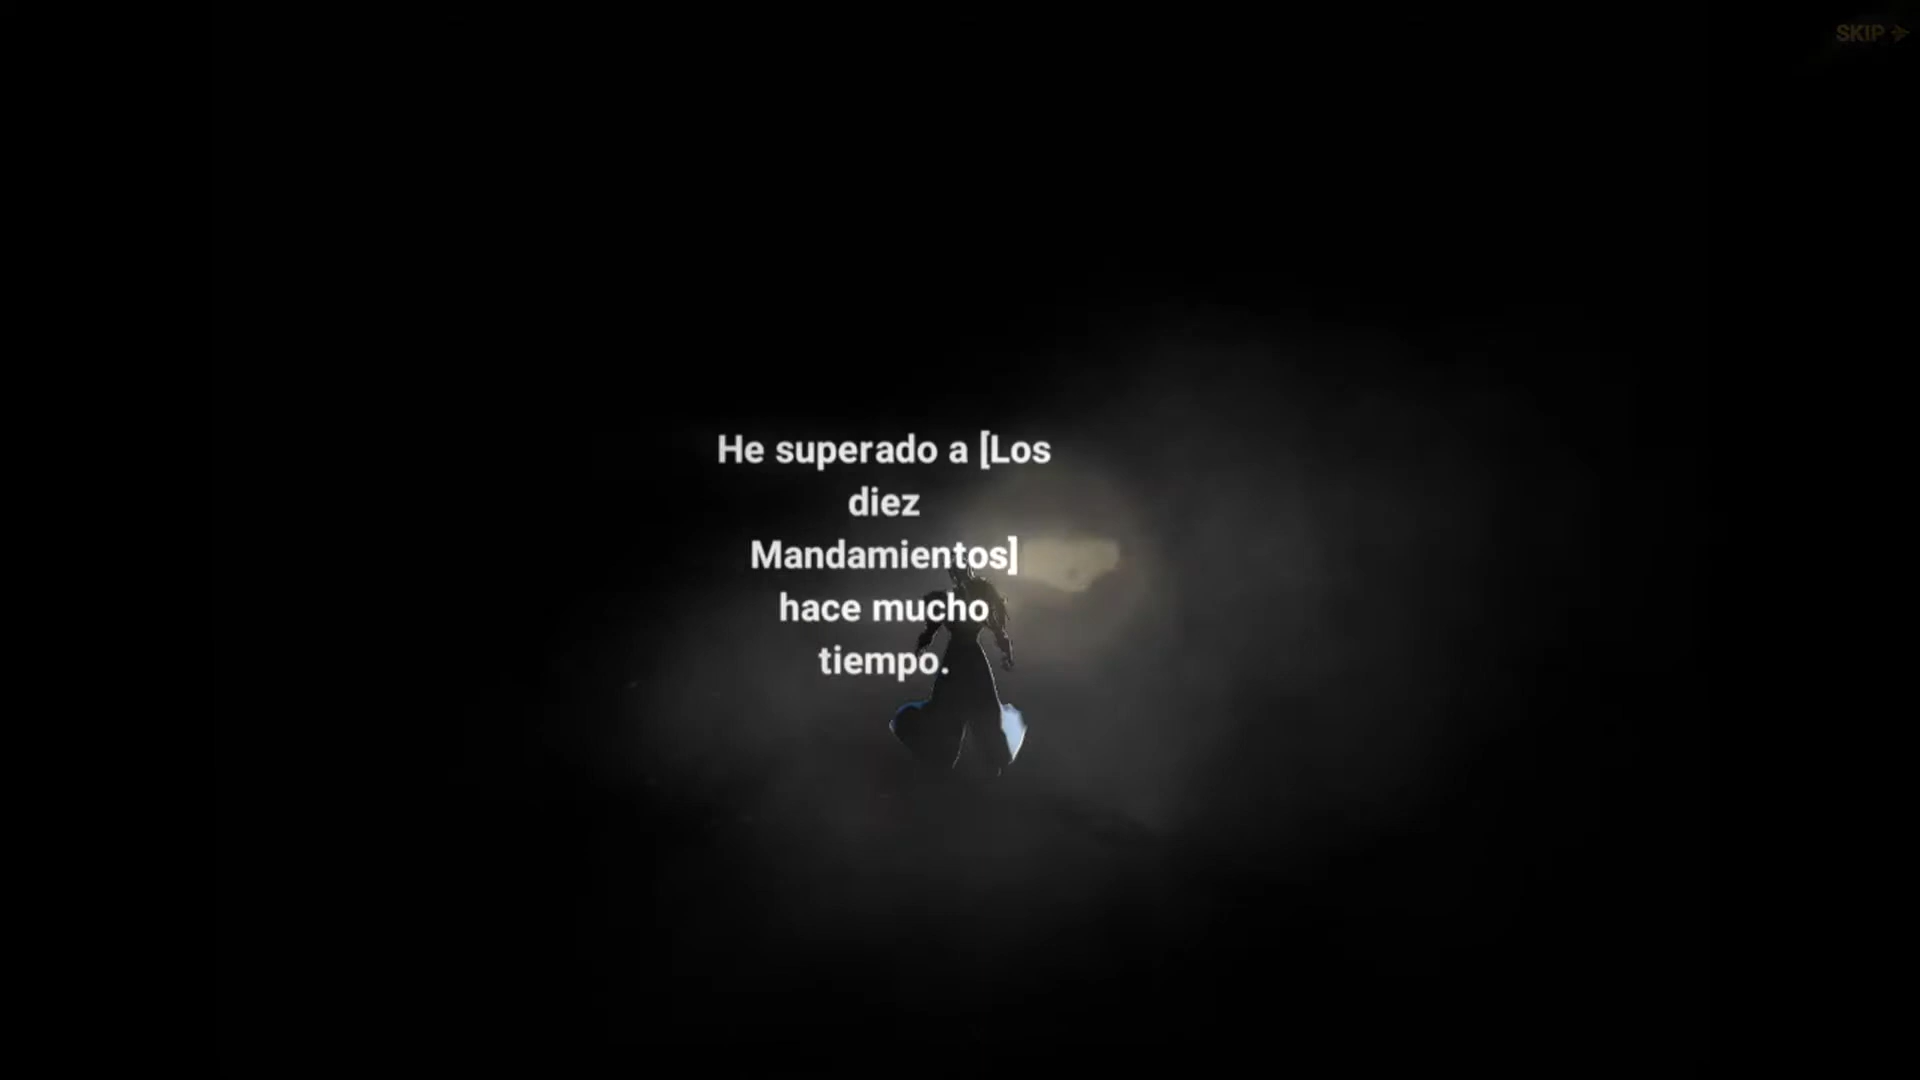 SKIP
He superado a [Los
diez
Mandamientos]
hace mucho
tiempo.